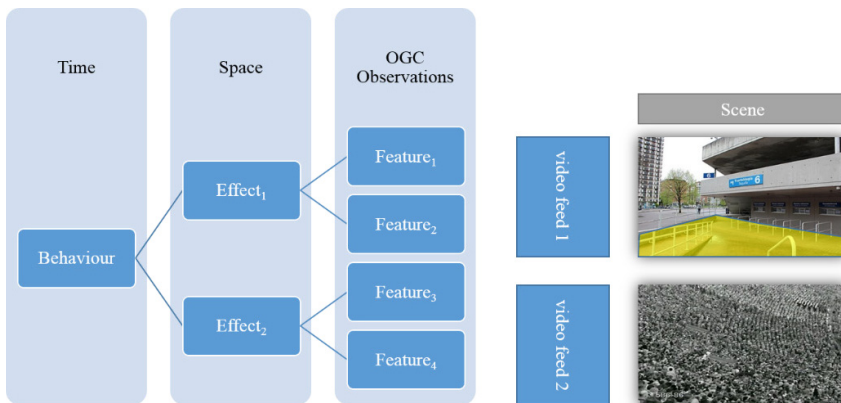 Time
Space
OGC
Observations
Behaviour
Effect₁
Effect₂
Feature₁
Feature₂
Feature₃
Feature₄
Scene
video feed 1
6
video feed 2